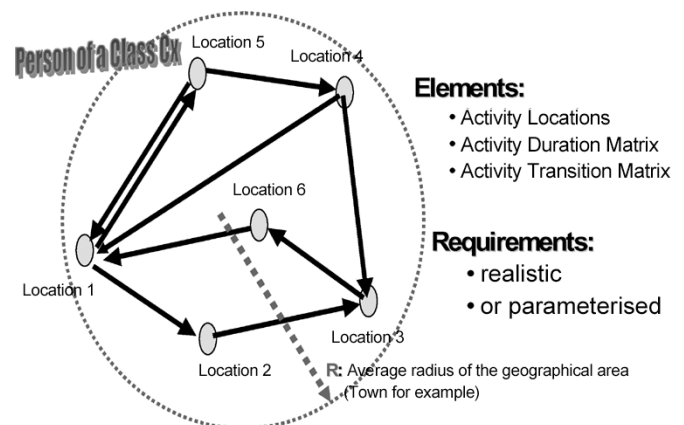 Person of a Class Cx
Location 5
Location 4
Elements:
• Activity Locations
• Activity Duration Matrix
• Activity Transition Matrix
Location 6
Requirements:
• realistic
• or parameterised
Location 1
Location 3
Location 2
R: Average radius of the geographical area
(Town for example)